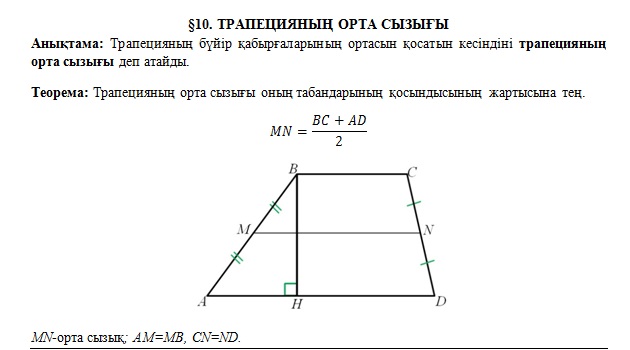 §10. ТРАПЕЦИЯНЫҢ ОРТА СЫЗЫҒЫ
Анықтама: Трапецияның бүйір қабырғаларының ортасын қосатын кесіндіні трапецияның
орта сызығы деп атайды.
Теорема: Трапецияның орта сызығы оның табандарының қосындысының жартысына тең.
MN = (BC + AD)/2
B C
M N
A H D
MN-орта сызық; AM=MB, CN=ND.